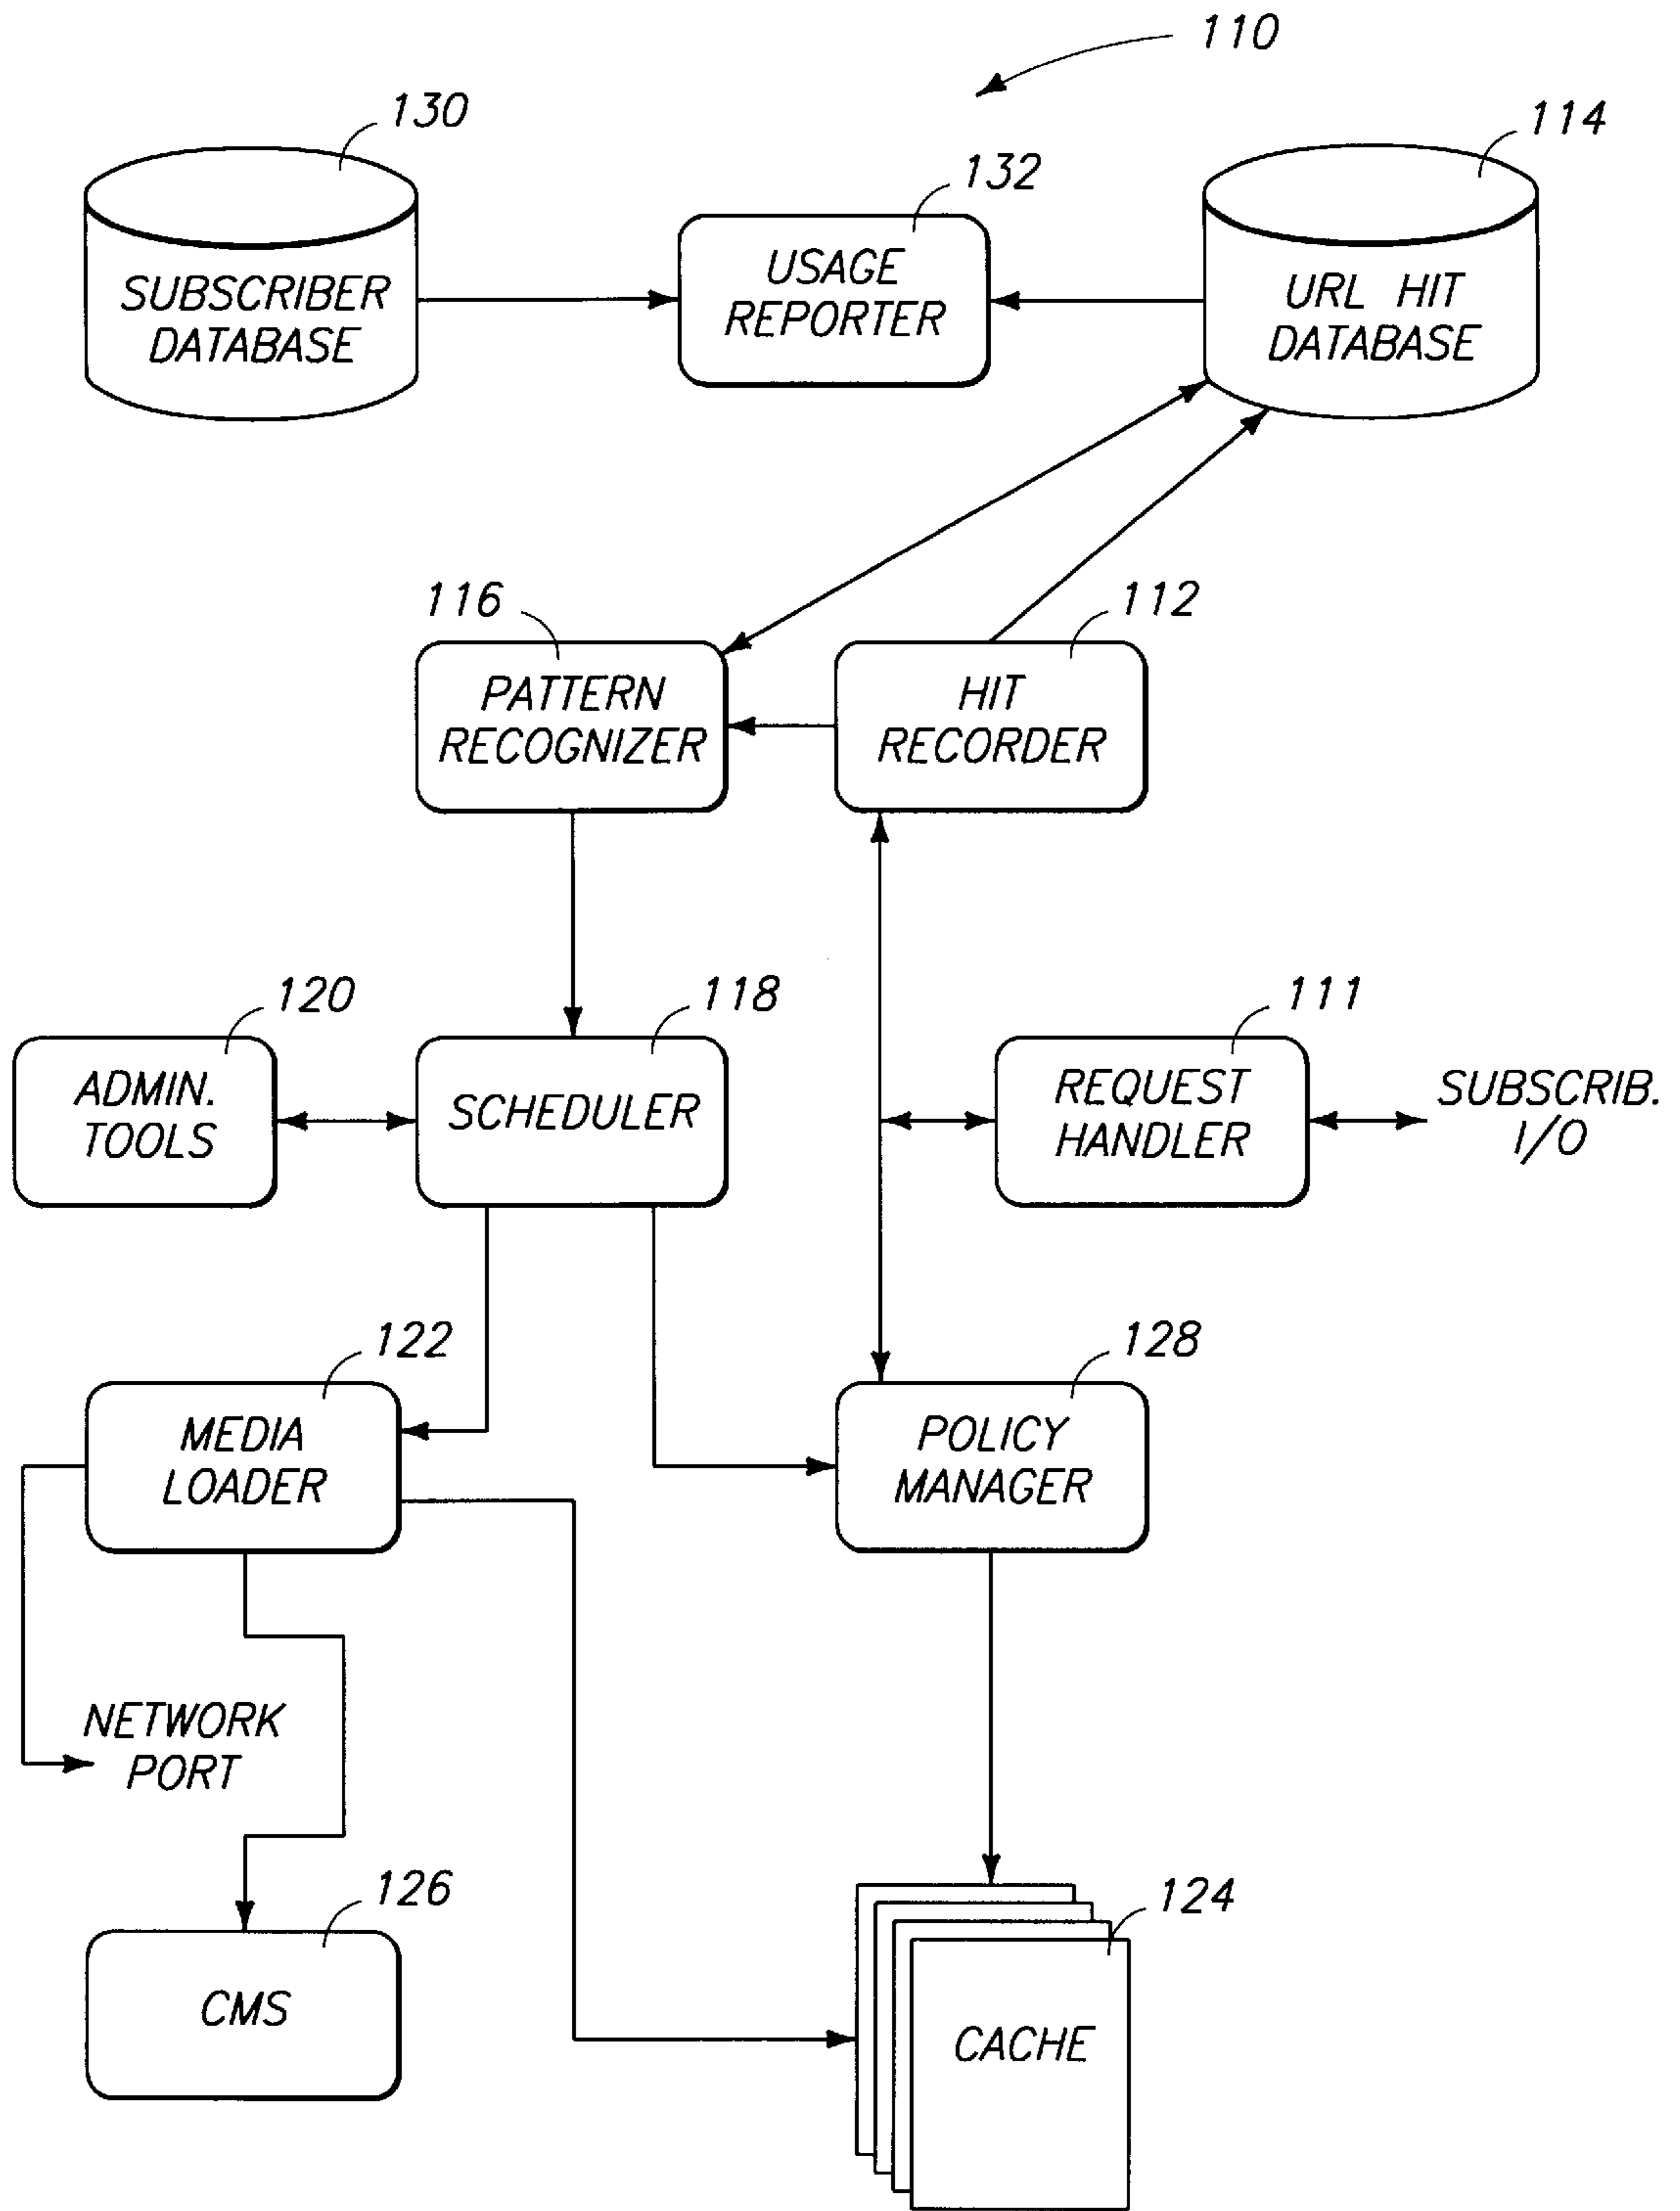 110
130
114
132
SUBSCRIBER
DATABASE
USAGE
REPORTER
URL HIT
DATABASE
116
112
PATTERN
RECOGNIZER
HIT
RECORDER
120
118
111
ADMIN.
TOOLS
SCHEDULER
REQUEST
HANDLER
SUBSCRIB.
I/O
122
128
MEDIA
LOADER
POLICY
MANAGER
NETWORK
PORT
126
124
CMS
CACHE